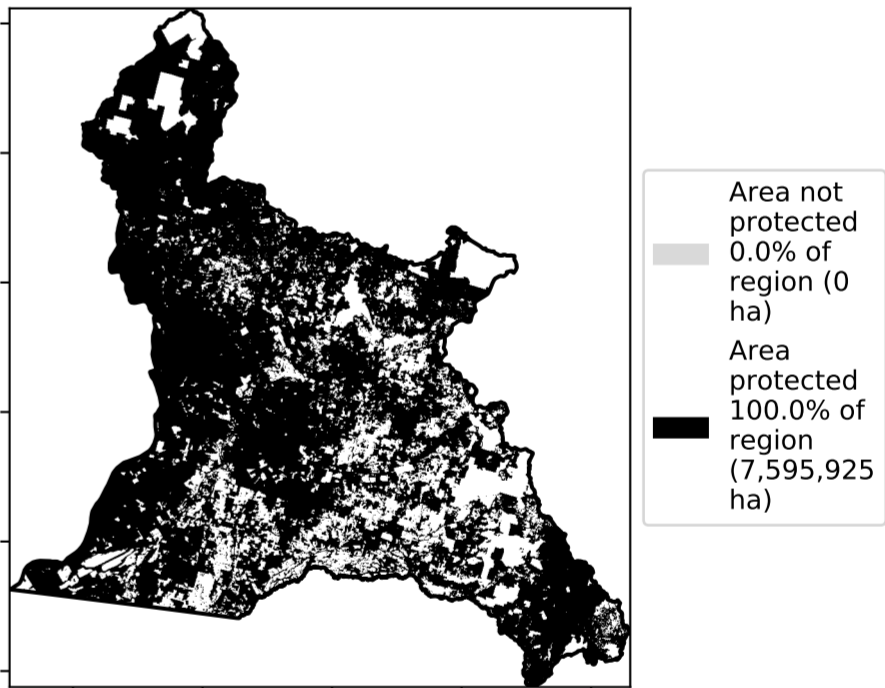 Area not
protected
0.0% of
region (0
ha)
Area
protected
100.0% of
region
(7,595,925
ha)